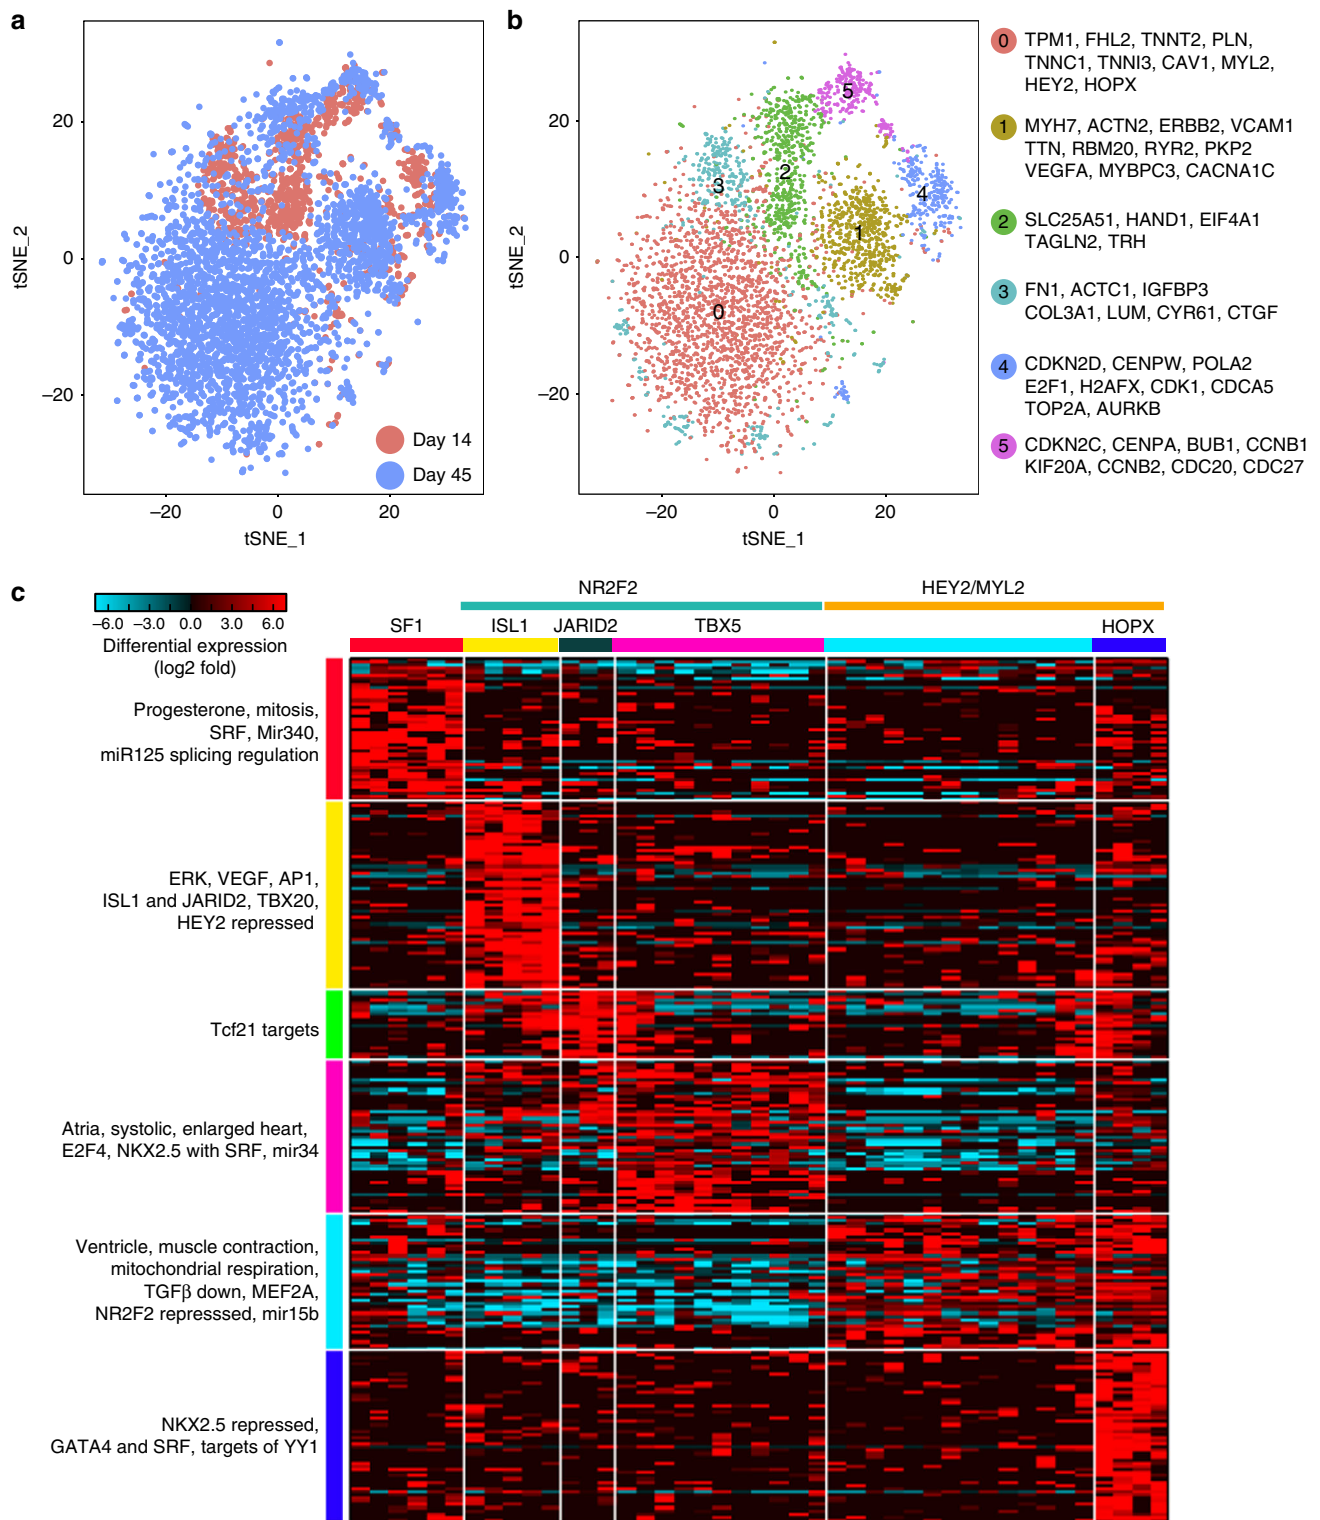 a
20
0
−20
tSNE_2
−20
0
20
tSNE_1
Day 14
Day 45
b
20
0
−20
tSNE_2
−20
0
20
tSNE_1
0
1
2
3
4
5
0 TPM1, FHL2, TNNT2, PLN,
TNNC1, TNNI3, CAV1, MYL2,
HEY2, HOPX
1 MYH7, ACTN2, ERBB2, VCAM1
TTN, RBM20, RYR2, PKP2
VEGFA, MYBPC3, CACNA1C
2 SLC25A51, HAND1, EIF4A1
TAGLN2, TRH
3 FN1, ACTC1, IGFBP3
COL3A1, LUM, CYR61, CTGF
4 CDKN2D, CENPW, POLA2
E2F1, H2AFX, CDK1, CDCA5
TOP2A, AURKB
5 CDKN2C, CENPA, BUB1, CCNB1
KIF20A, CCNB2, CDC20, CDC27
c
−6.0 −3.0 0.0 3.0 6.0
Differential expression
(log2 fold)
NR2F2
HEY2/MYL2
SF1
ISL1
JARID2
TBX5
HOPX
Progesterone, mitosis,
SRF, Mir340,
miR125 splicing regulation
ERK, VEGF, AP1,
ISL1 and JARID2, TBX20,
HEY2 repressed
Tcf21 targets
Atria, systolic, enlarged heart,
E2F4, NKX2.5 with SRF, mir34
Ventricle, muscle contraction,
mitochondrial respiration,
TGFβ down, MEF2A,
NR2F2 represssed, mir15b
NKX2.5 repressed,
GATA4 and SRF, targets of YY1